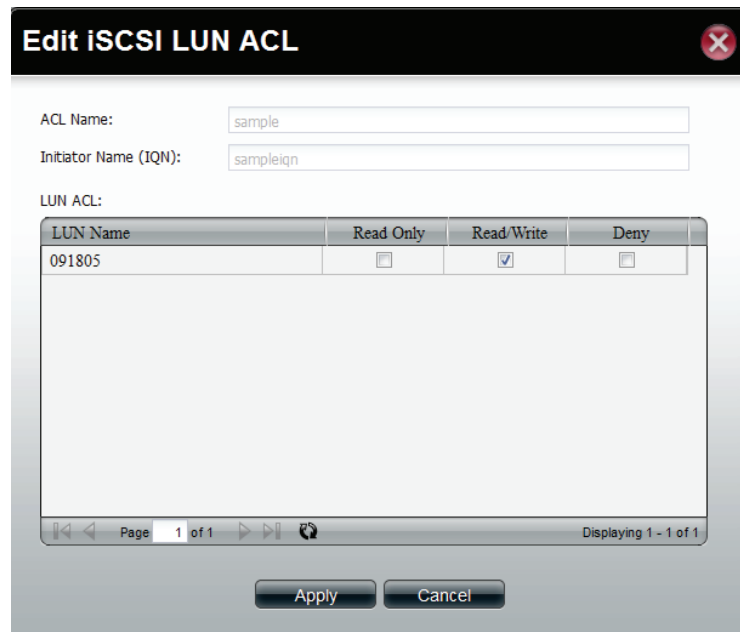 Edit iSCSI LUN ACL
ACL Name: sample
Initiator Name (IQN): sampleiqn
LUN ACL:
LUN Name Read Only Read/Write Deny
091805
Page 1 of 1 Displaying 1 - 1 of 1
Apply Cancel